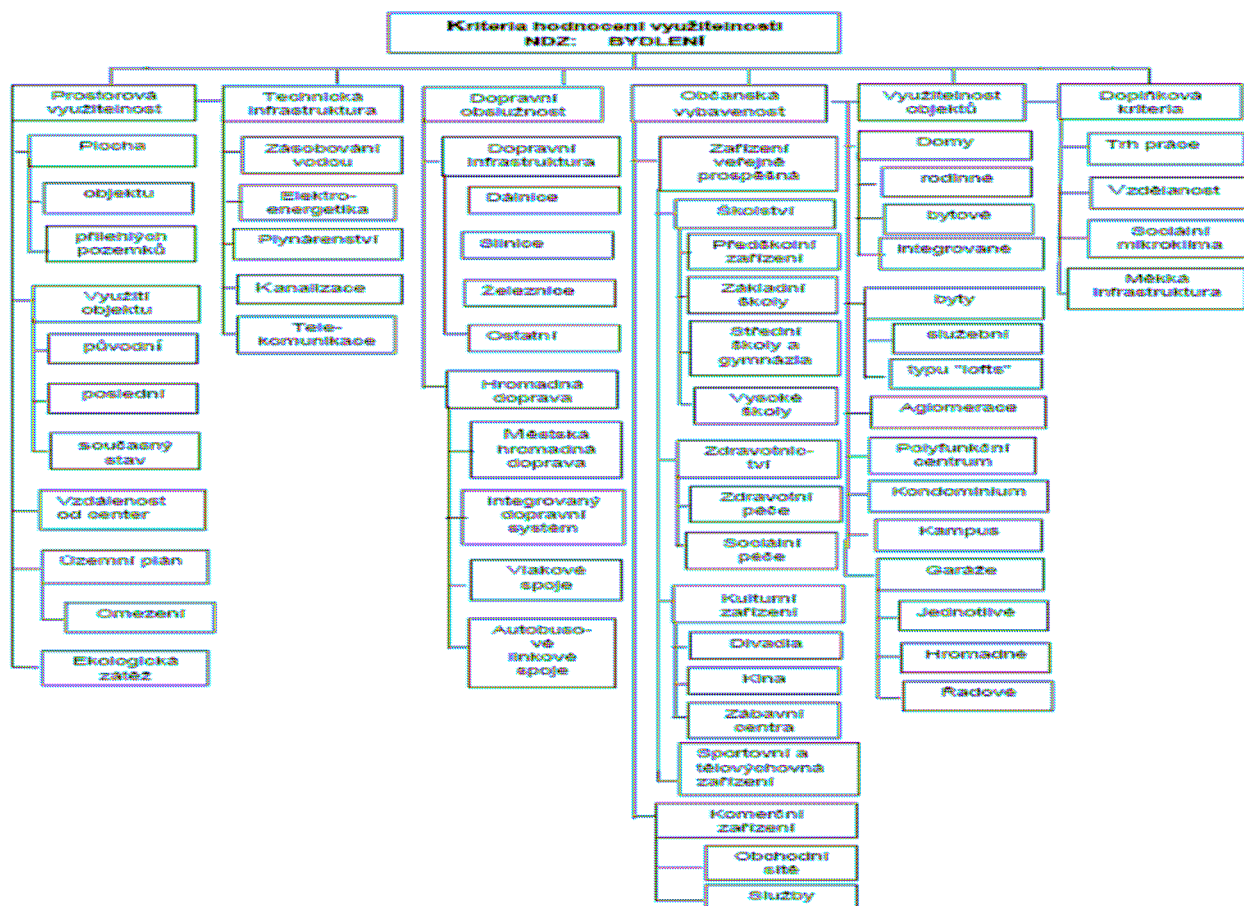 Kriteria hodnocení využitelnosti
NDZ: BYDLENÍ
Prostorová
využitelnost
Plocha
objektu
přilehlých
pozemků
Využití
objektu
původní
poslední
současný
stav
Vzdálenost
od center
Územní plán
Omezení
Ekologická
zátěž
Technická
infrastruktura
Zásobování
vodou
Elektro-
energetika
Plynárenství
Kanalizace
Tele-
komunikace
Dopravní
obslužnost
Dopravní
infrastruktura
Dálnice
Silnice
Železnice
Ostatní
Hromadná
doprava
Městská
hromadná
doprava
Integrovaný
dopravní
systém
Vlakové
spoje
Autobuso-
vé
linkové
spoje
Občanská
vybavenost
Zařízení
veřejně
prospěšná
Školství
Předškolní
zařízení
Základní
školy
Střední
školy a
gymnázia
Vysoké
školy
Zdravotnic-
tví
Zdravotní
péče
Sociální
péče
Kulturní
zařízení
Divadla
Kina
Zábavní
centra
Sportovní a
tělovýchovná
zařízení
Komerční
zařízení
Obchodní
sítě
Služby
Využitelnost
objektů
Domy
rodinné
bytové
integrované
byty
služební
typu "lofts"
Aglomerace
Polyfunkční
centrum
Kondominium
Kampus
Garáže
Jednotlivé
Hromadné
Řadové
Doplňková
kriteria
Trh práce
Vzdělanost
Sociální
mikroklima
Měkká
infrastruktura